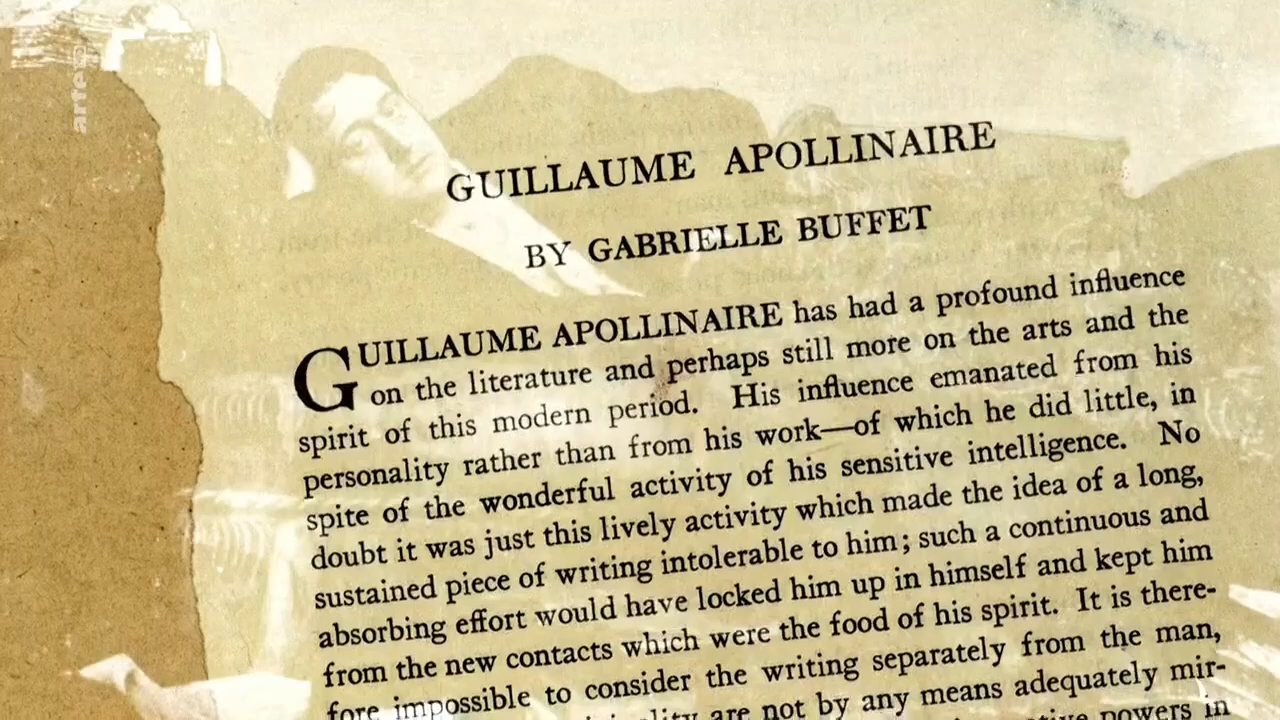 arte
GUILLAUME APOLLINAIRE
BY GABRIELLE BUFFET
GUILLAUME APOLLINAIRE has had a profound influence
on the literature and perhaps still more on the arts and the
spirit of this modern period. His influence emanated from his
personality rather than from his work—of which he did little, in
spite of the wonderful activity of his sensitive intelligence. No
doubt it was just this lively activity which made the idea of a long,
sustained piece of writing intolerable to him; such a continuous and
absorbing effort would have locked him up in himself and kept him
from the new contacts which were the food of his spirit. It is there-
fore impossible to consider the writing separately from the man,
are not by any means adequately mir-
powers in